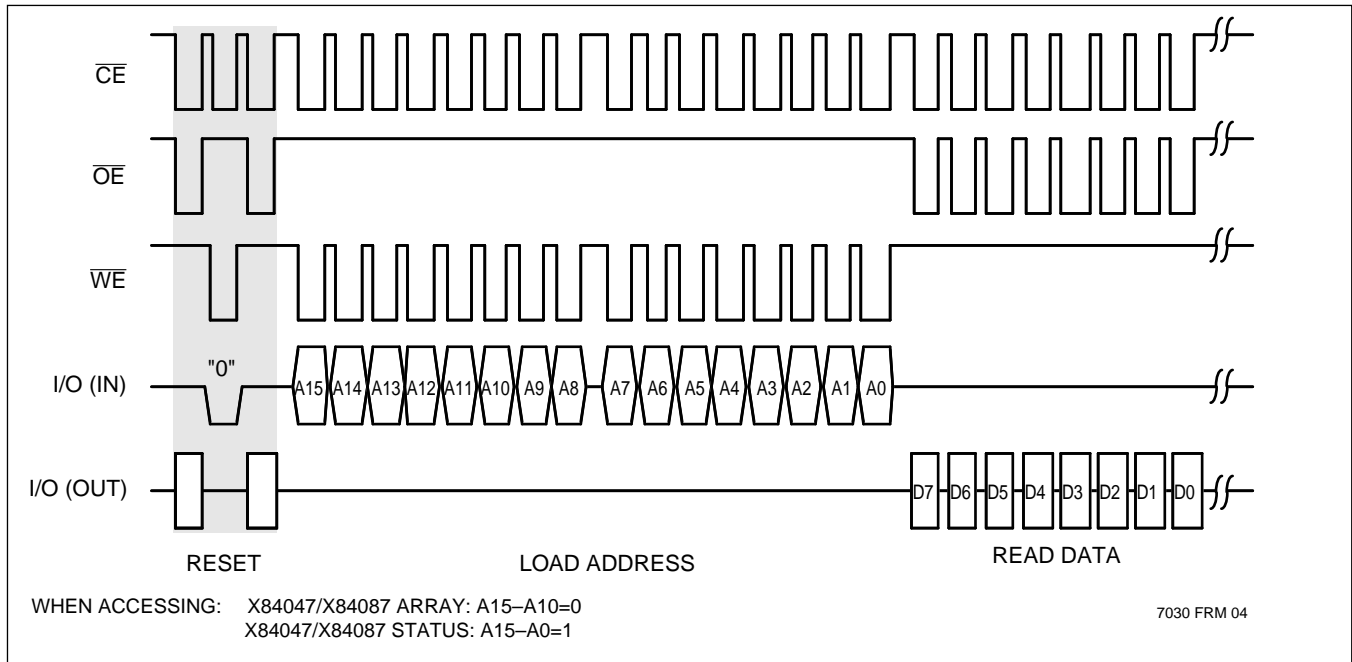 CE
OE
WE
I/O (IN)
"0"
A15 A14 A13 A12 A11 A10 A9 A8 A7 A6 A5 A4 A3 A2 A1 A0
I/O (OUT)
D7 D6 D5 D4 D3 D2 D1 D0
RESET
LOAD ADDRESS
READ DATA
WHEN ACCESSING: X84047/X84087 ARRAY: A15–A10=0
X84047/X84087 STATUS: A15–A0=1
7030 FRM 04